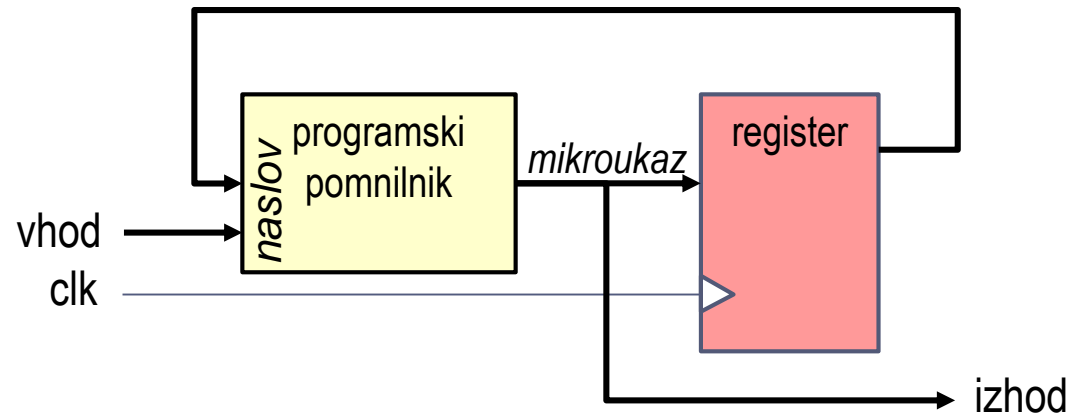 programski
pomnilnik
naslov
mikroukaz
register
vhod
clk
izhod